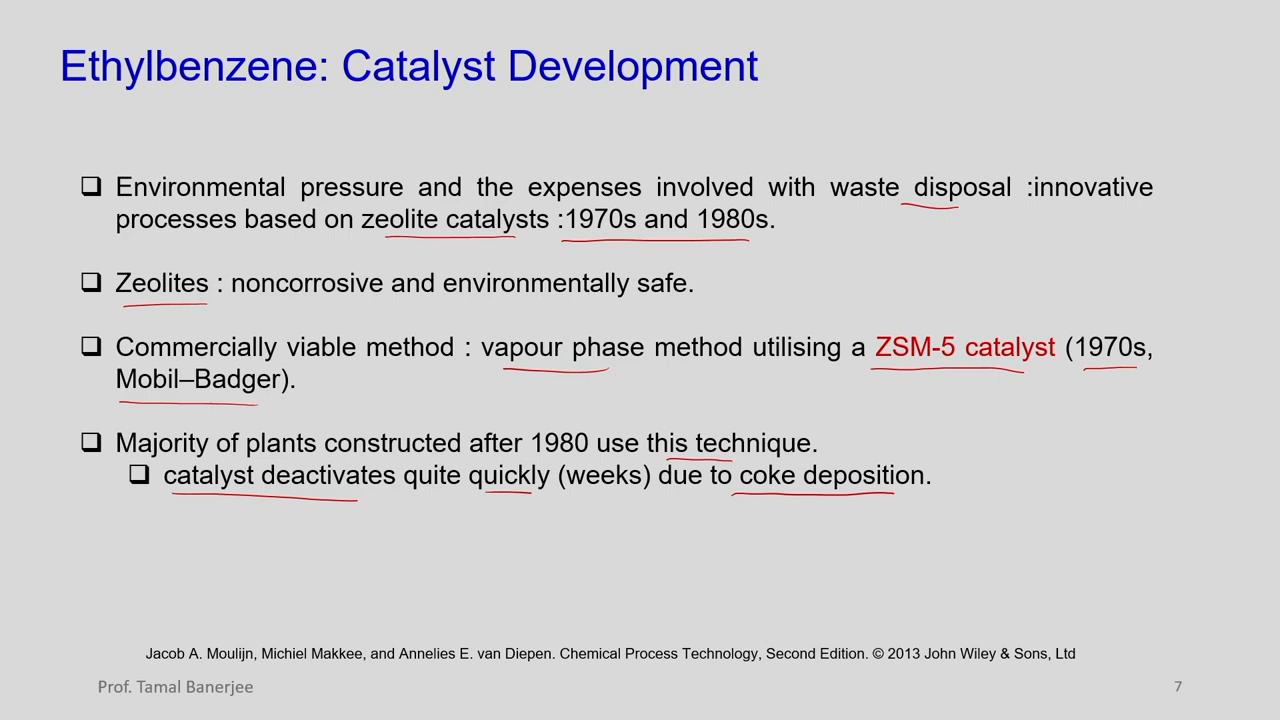 Ethylbenzene: Catalyst Development
❑ Environmental pressure and the expenses involved with waste disposal :innovative
processes based on zeolite catalysts :1970s and 1980s.
❑ Zeolites : noncorrosive and environmentally safe.
❑ Commercially viable method : vapour phase method utilising a ZSM-5 catalyst (1970s,
Mobil–Badger).
❑ Majority of plants constructed after 1980 use this technique.
❑ catalyst deactivates quite quickly (weeks) due to coke deposition.
Jacob A. Moulijn, Michiel Makkee, and Annelies E. van Diepen. Chemical Process Technology, Second Edition. © 2013 John Wiley & Sons, Ltd
Prof. Tamal Banerjee
7